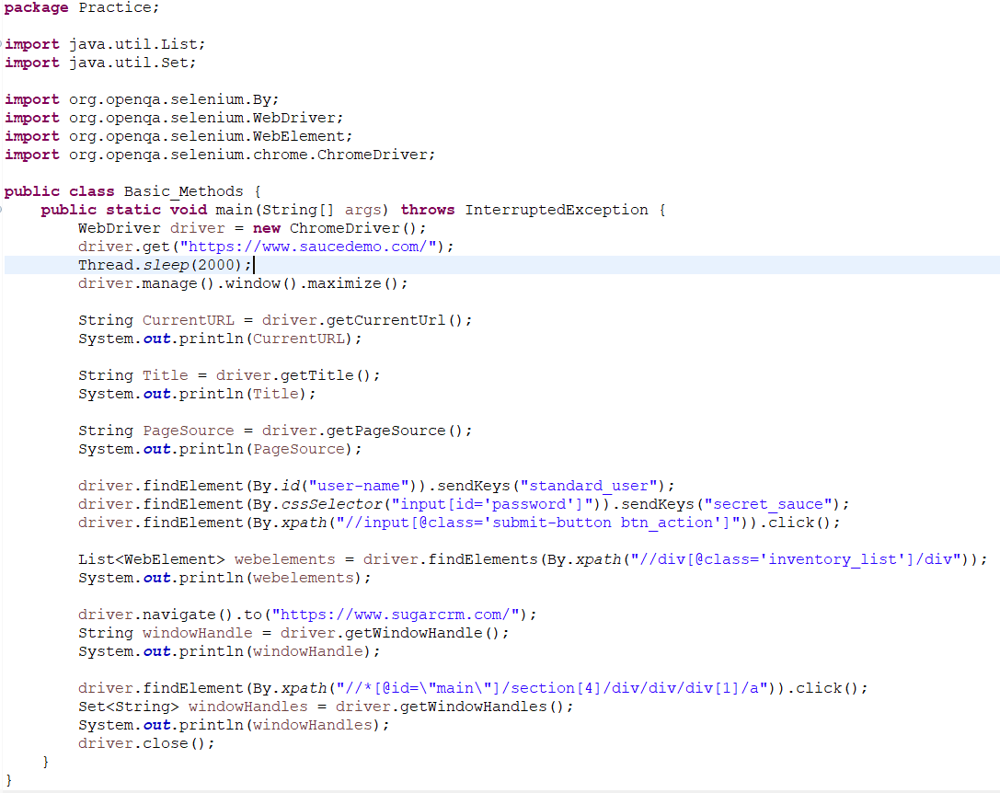 package Practice;
import java.util.List;
import java.util.Set;
import org.openqa.selenium.By;
import org.openqa.selenium.WebDriver;
import org.openqa.selenium.WebElement;
import org.openqa.selenium.chrome.ChromeDriver;
public class Basic_Methods {
    public static void main(String[] args) throws InterruptedException {
        WebDriver driver = new ChromeDriver();
        driver.get("https://www.saucedemo.com/");
        Thread.sleep(2000);
        driver.manage().window().maximize();
        String CurrentURL = driver.getCurrentUrl();
        System.out.println(CurrentURL);
        String Title = driver.getTitle();
        System.out.println(Title);
        String PageSource = driver.getPageSource();
        System.out.println(PageSource);
        driver.findElement(By.id("user-name")).sendKeys("standard_user");
        driver.findElement(By.cssSelector("input[id='password']")).sendKeys("secret_sauce");
        driver.findElement(By.xpath("//input[@class='submit-button btn_action']")).click();
        List<WebElement> webelements = driver.findElements(By.xpath("//div[@class='inventory_list']/div"));
        System.out.println(webelements);
        driver.navigate().to("https://www.sugarcrm.com/");
        String windowHandle = driver.getWindowHandle();
        System.out.println(windowHandle);
        driver.findElement(By.xpath("//*[@id=\"main\"]/section[4]/div/div/div[1]/a")).click();
        Set<String> windowHandles = driver.getWindowHandles();
        System.out.println(windowHandles);
        driver.close();
    }
}